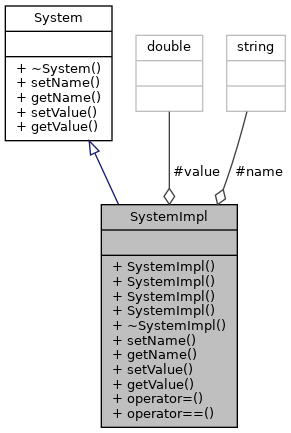 System
+ ~System()
+ setName()
+ getName()
+ setValue()
+ getValue()
double
string
#value
#name
SystemImpl
+ SystemImpl()
+ SystemImpl()
+ SystemImpl()
+ SystemImpl()
+ ~SystemImpl()
+ setName()
+ getName()
+ setValue()
+ getValue()
+ operator=()
+ operator==()